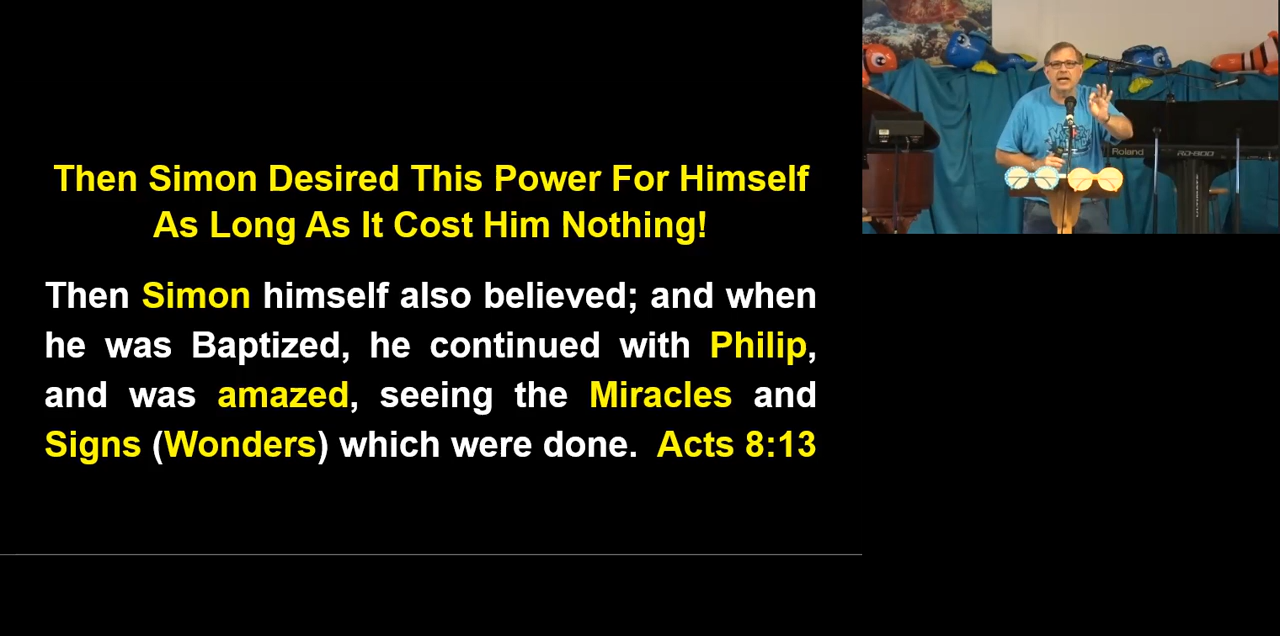 Then Simon Desired This Power For Himself
As Long As It Cost Him Nothing!
Then Simon himself also believed; and when
he was Baptized, he continued with Philip,
and was amazed, seeing the Miracles and
Signs (Wonders) which were done. Acts 8:13
Roland
RD-800